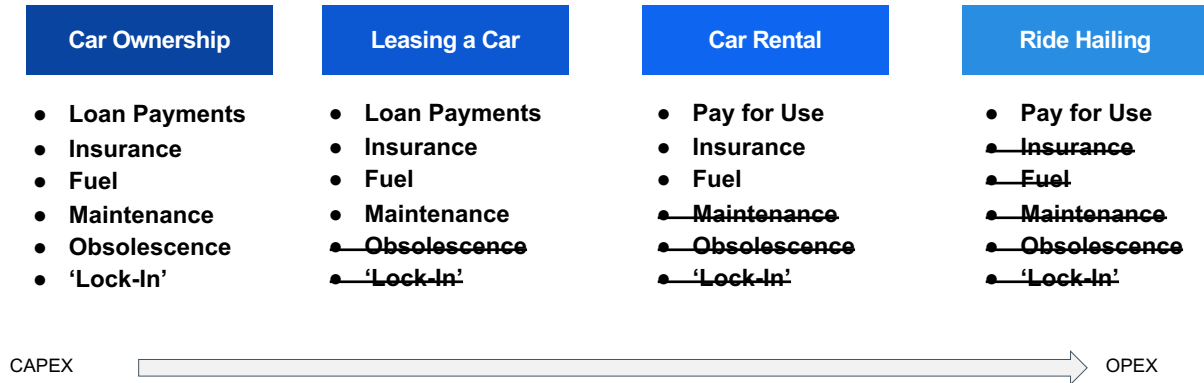 Car Ownership
● Loan Payments
● Insurance
● Fuel
● Maintenance
● Obsolescence
● ‘Lock-In’
Leasing a Car
● Loan Payments
● Insurance
● Fuel
● Maintenance
● Obsolescence
● ‘Lock-In’
Car Rental
● Pay for Use
● Insurance
● Fuel
● Maintenance
● Obsolescence
● ‘Lock-In’
Ride Hailing
● Pay for Use
● Insurance
● Fuel
● Maintenance
● Obsolescence
● ‘Lock-In’
CAPEX
OPEX